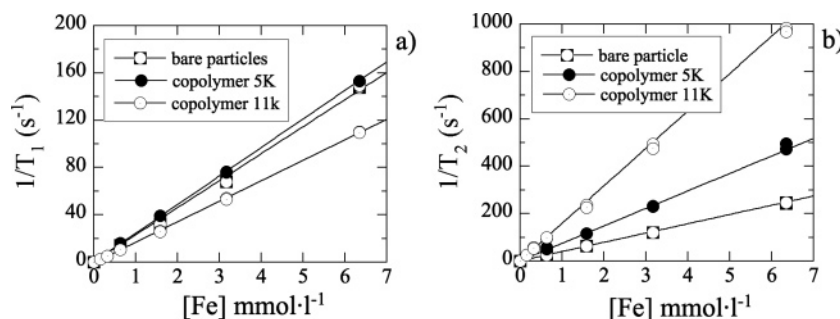 a)
bare particles
copolymer 5K
copolymer 11k
1/T1 (s-1)
200
160
120
80
40
0
0 1 2 3 4 5 6 7
[Fe] mmol·l-1
b)
bare particle
copolymer 5K
copolymer 11K
1/T2 (s-1)
1000
800
600
400
200
0
0 1 2 3 4 5 6 7
[Fe] mmol·l-1